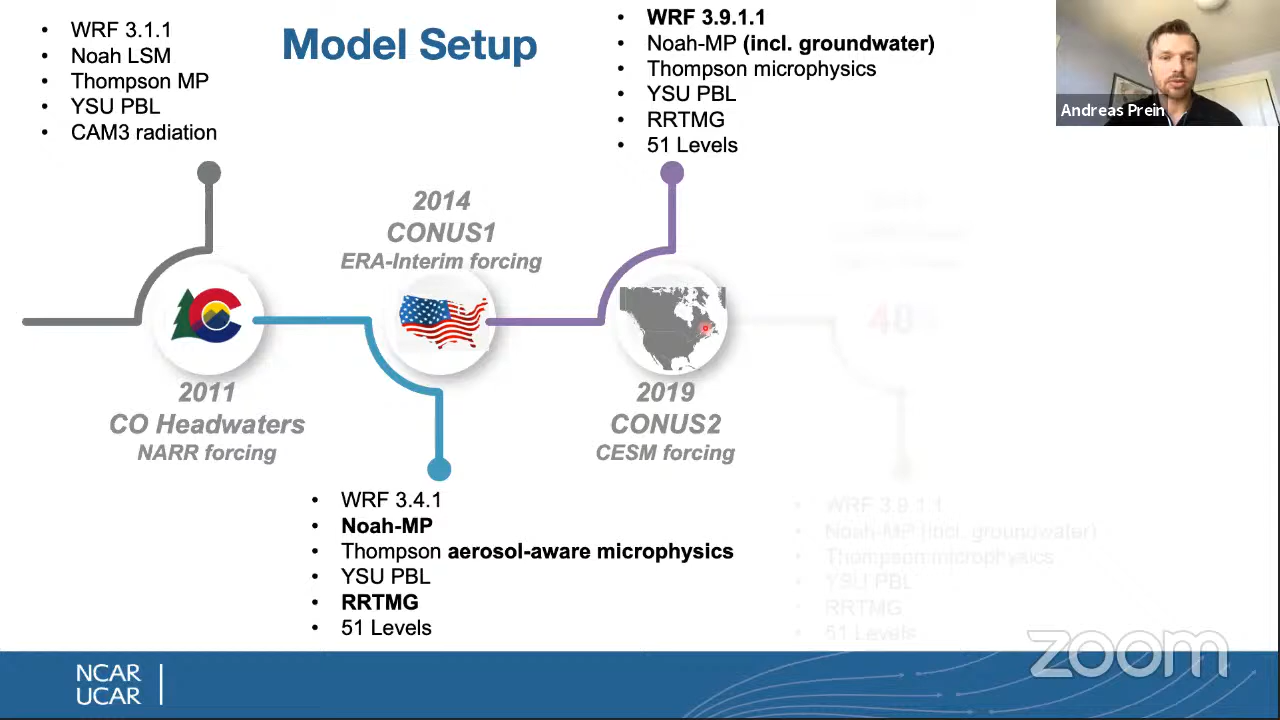 Model Setup
• WRF 3.1.1
• Noah LSM
• Thompson MP
• YSU PBL
• CAM3 radiation
2011
CO Headwaters
NARR forcing
2014
CONUS1
ERA-Interim forcing
• WRF 3.4.1
• Noah-MP
• Thompson aerosol-aware microphysics
• YSU PBL
• RRTMG
• 51 Levels
• WRF 3.9.1.1
• Noah-MP (incl. groundwater)
• Thompson microphysics
• YSU PBL
• RRTMG
• 51 Levels
2019
CONUS2
CESM forcing
40
• WRF 3.9.1.1
• Noah-MP (incl. groundwater)
• Thompson microphysics
• YSU PBL
• RRTMG
• 51 Levels
Andreas Prein
NCAR
UCAR
zoom